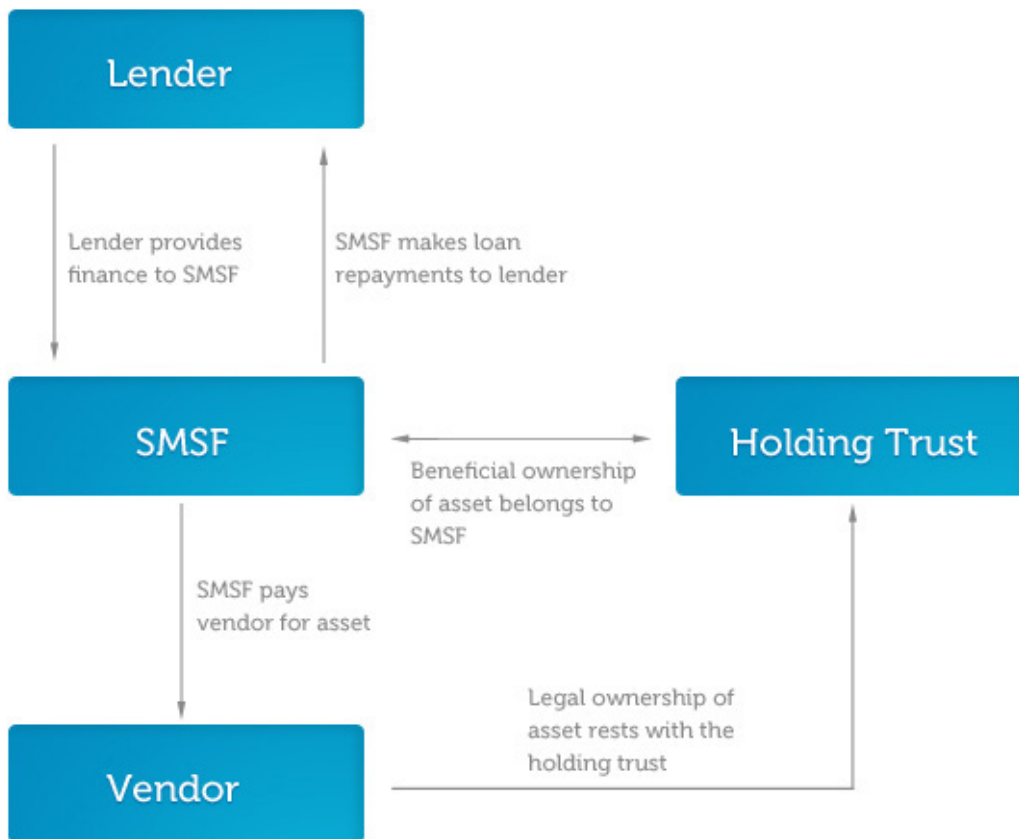 Lender
Lender provides
finance to SMSF
SMSF makes loan
repayments to lender
SMSF
Holding Trust
Beneficial ownership
of asset belongs to
SMSF
SMSF pays
vendor for asset
Legal ownership of
asset rests with the
holding trust
Vendor